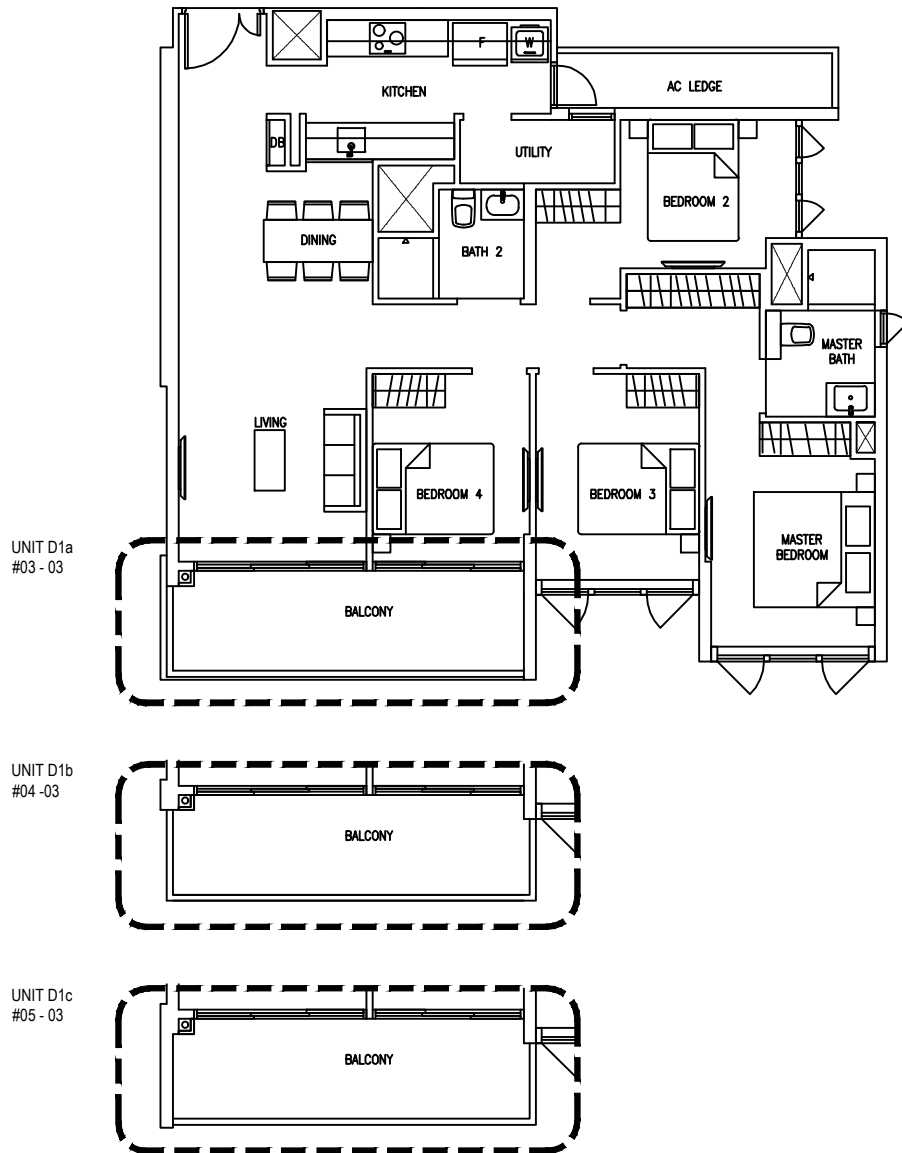 F
W
KITCHEN
AC LEDGE
DB
UTILITY
BEDROOM 2
DINING
BATH 2
MASTER
BATH
LIVING
BEDROOM 4
BEDROOM 3
MASTER
BEDROOM
UNIT D1a
#03 - 03
BALCONY
UNIT D1b
#04 -03
BALCONY
UNIT D1c
#05 - 03
BALCONY